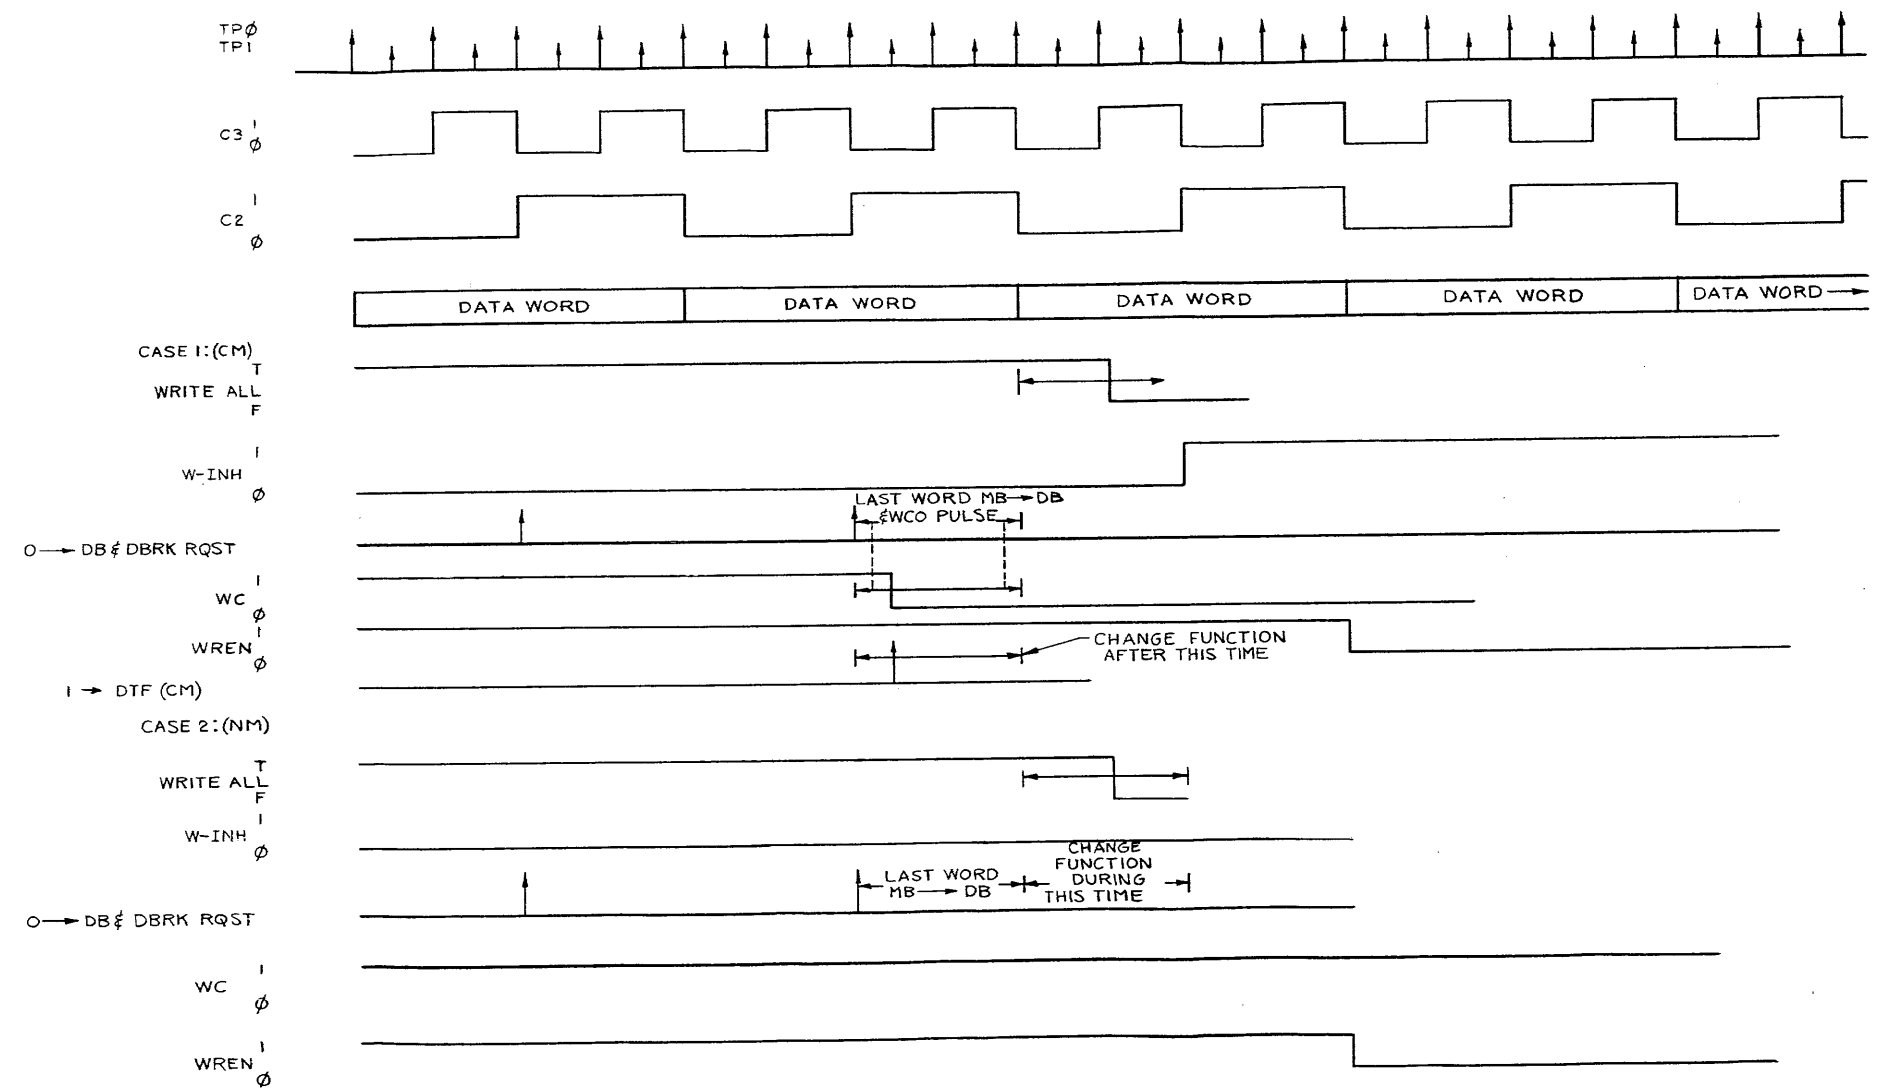 TPØ
TP1
C3 1
Ø
C2 1
Ø
DATA WORD DATA WORD DATA WORD DATA WORD DATA WORD
CASE 1:(CM)
T
WRITE ALL
F
1
W-INH
Ø
LAST WORD MB→DB
&WCO PULSE
0→DB & DBRK RQST
1
WC
Ø
1
WREN
Ø
CHANGE FUNCTION
AFTER THIS TIME
1→DTF (CM)
CASE 2:(NM)
T
WRITE ALL
F
1
W-INH
Ø
LAST WORD
MB→DB
CHANGE
FUNCTION
DURING
THIS TIME
0→DB & DBRK RQST
1
WC
Ø
1
WREN
Ø